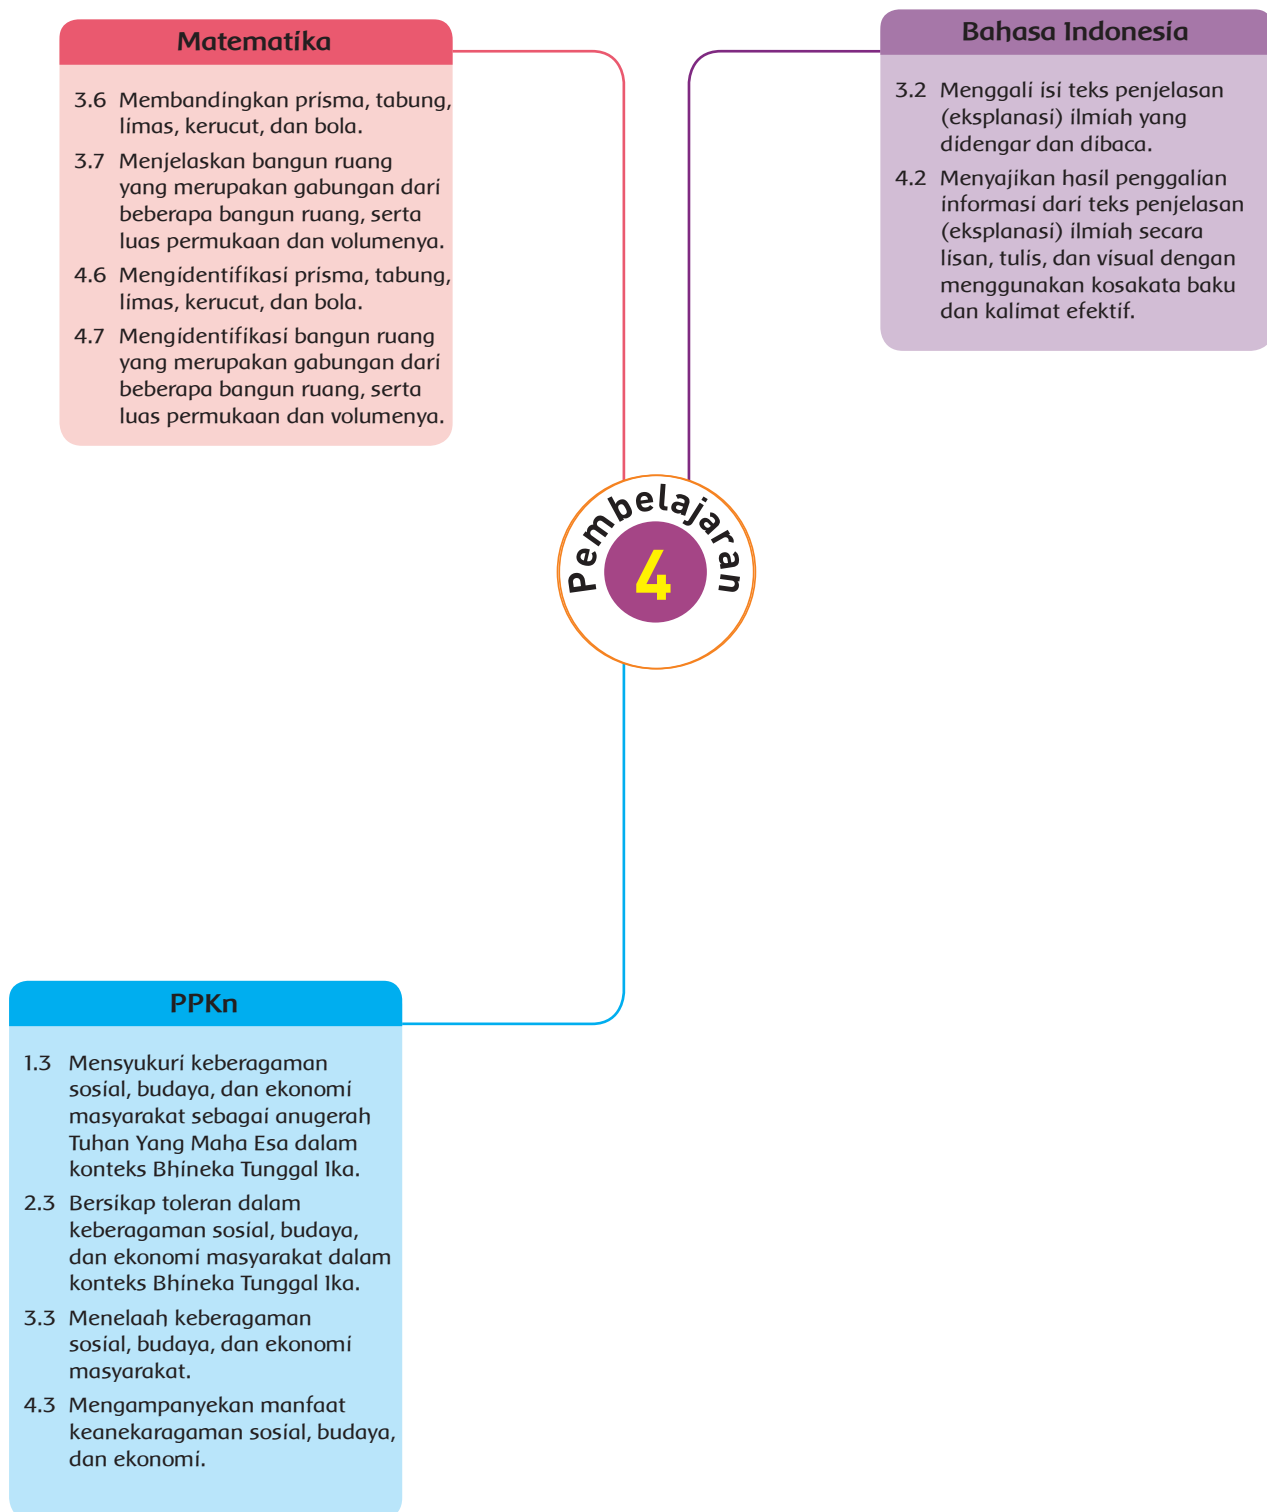 Matematika
3.6 Membandingkan prisma, tabung,
limas, kerucut, dan bola.
3.7 Menjelaskan bangun ruang
yang merupakan gabungan dari
beberapa bangun ruang, serta
luas permukaan dan volumenya.
4.6 Mengidentifikasi prisma, tabung,
limas, kerucut, dan bola.
4.7 Mengidentifikasi bangun ruang
yang merupakan gabungan dari
beberapa bangun ruang, serta
luas permukaan dan volumenya.
Bahasa Indonesia
3.2 Menggali isi teks penjelasan
(eksplanasi) ilmiah yang
didengar dan dibaca.
4.2 Menyajikan hasil penggalian
informasi dari teks penjelasan
(eksplanasi) ilmiah secara
lisan, tulis, dan visual dengan
menggunakan kosakata baku
dan kalimat efektif.
Pembelajaran
4
PPKn
1.3 Mensyukuri keberagaman
sosial, budaya, dan ekonomi
masyarakat sebagai anugerah
Tuhan Yang Maha Esa dalam
konteks Bhineka Tunggal Ika.
2.3 Bersikap toleran dalam
keberagaman sosial, budaya,
dan ekonomi masyarakat dalam
konteks Bhineka Tunggal Ika.
3.3 Menelaah keberagaman
sosial, budaya, dan ekonomi
masyarakat.
4.3 Mengampanyekan manfaat
keanekaragaman sosial, budaya,
dan ekonomi.